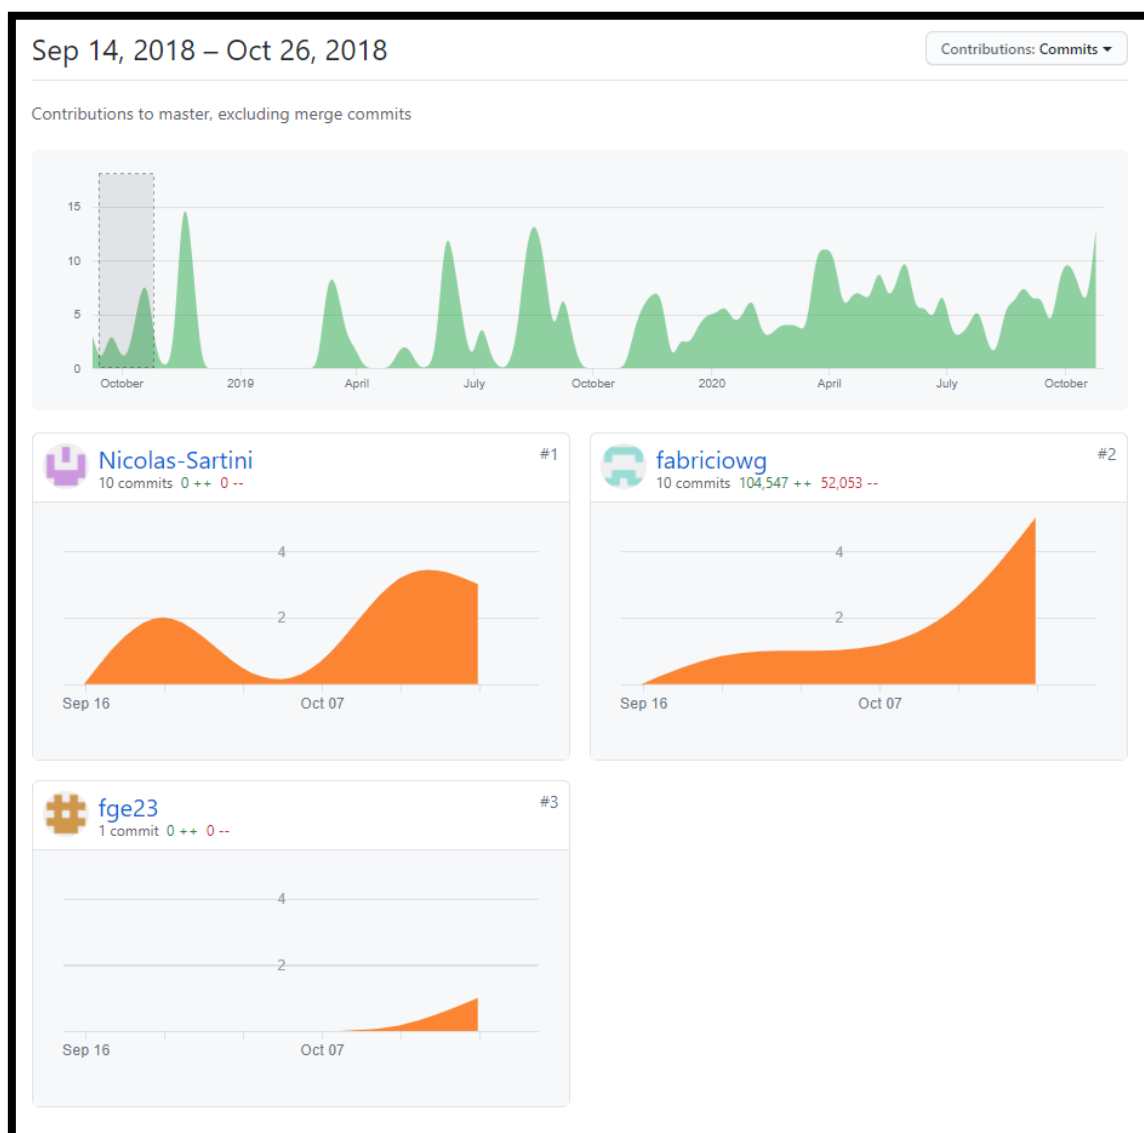 Sep 14, 2018 – Oct 26, 2018
Contributions: Commits
Contributions to master, excluding merge commits
15
10
5
0
October 2019 April July October 2020 April July October
Nicolas-Sartini #1
10 commits 0 ++ 0 --
4
2
Sep 16 Oct 07
fabriciowg #2
10 commits 104,547 ++ 52,053 --
4
2
Sep 16 Oct 07
fge23 #3
1 commit 0 ++ 0 --
4
2
Sep 16 Oct 07